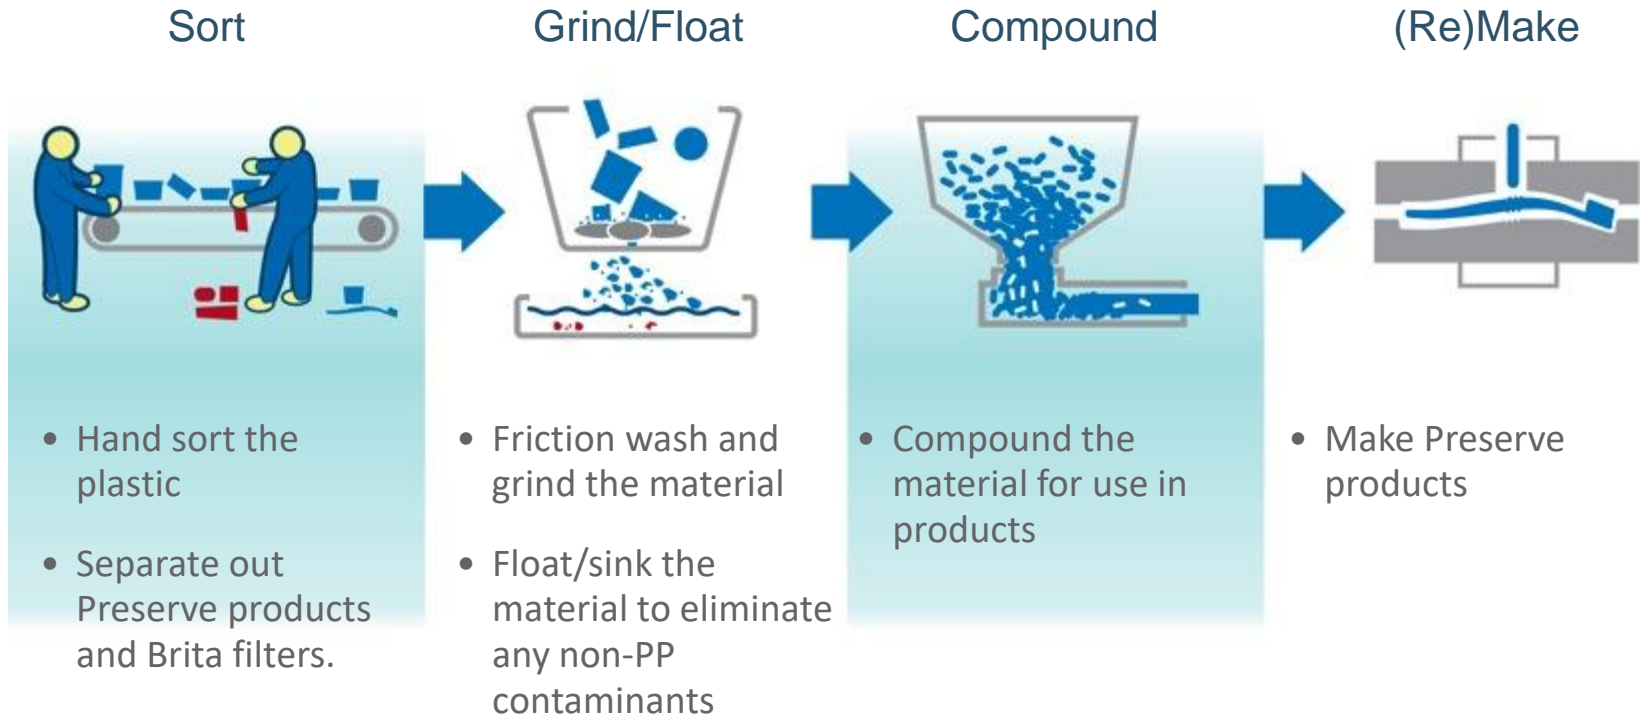 Sort
Grind/Float
Compound
(Re)Make
• Hand sort the
plastic
• Separate out
Preserve products
and Brita filters.
• Friction wash and
grind the material
• Float/sink the
material to eliminate
any non-PP
contaminants
• Compound the
material for use in
products
• Make Preserve
products